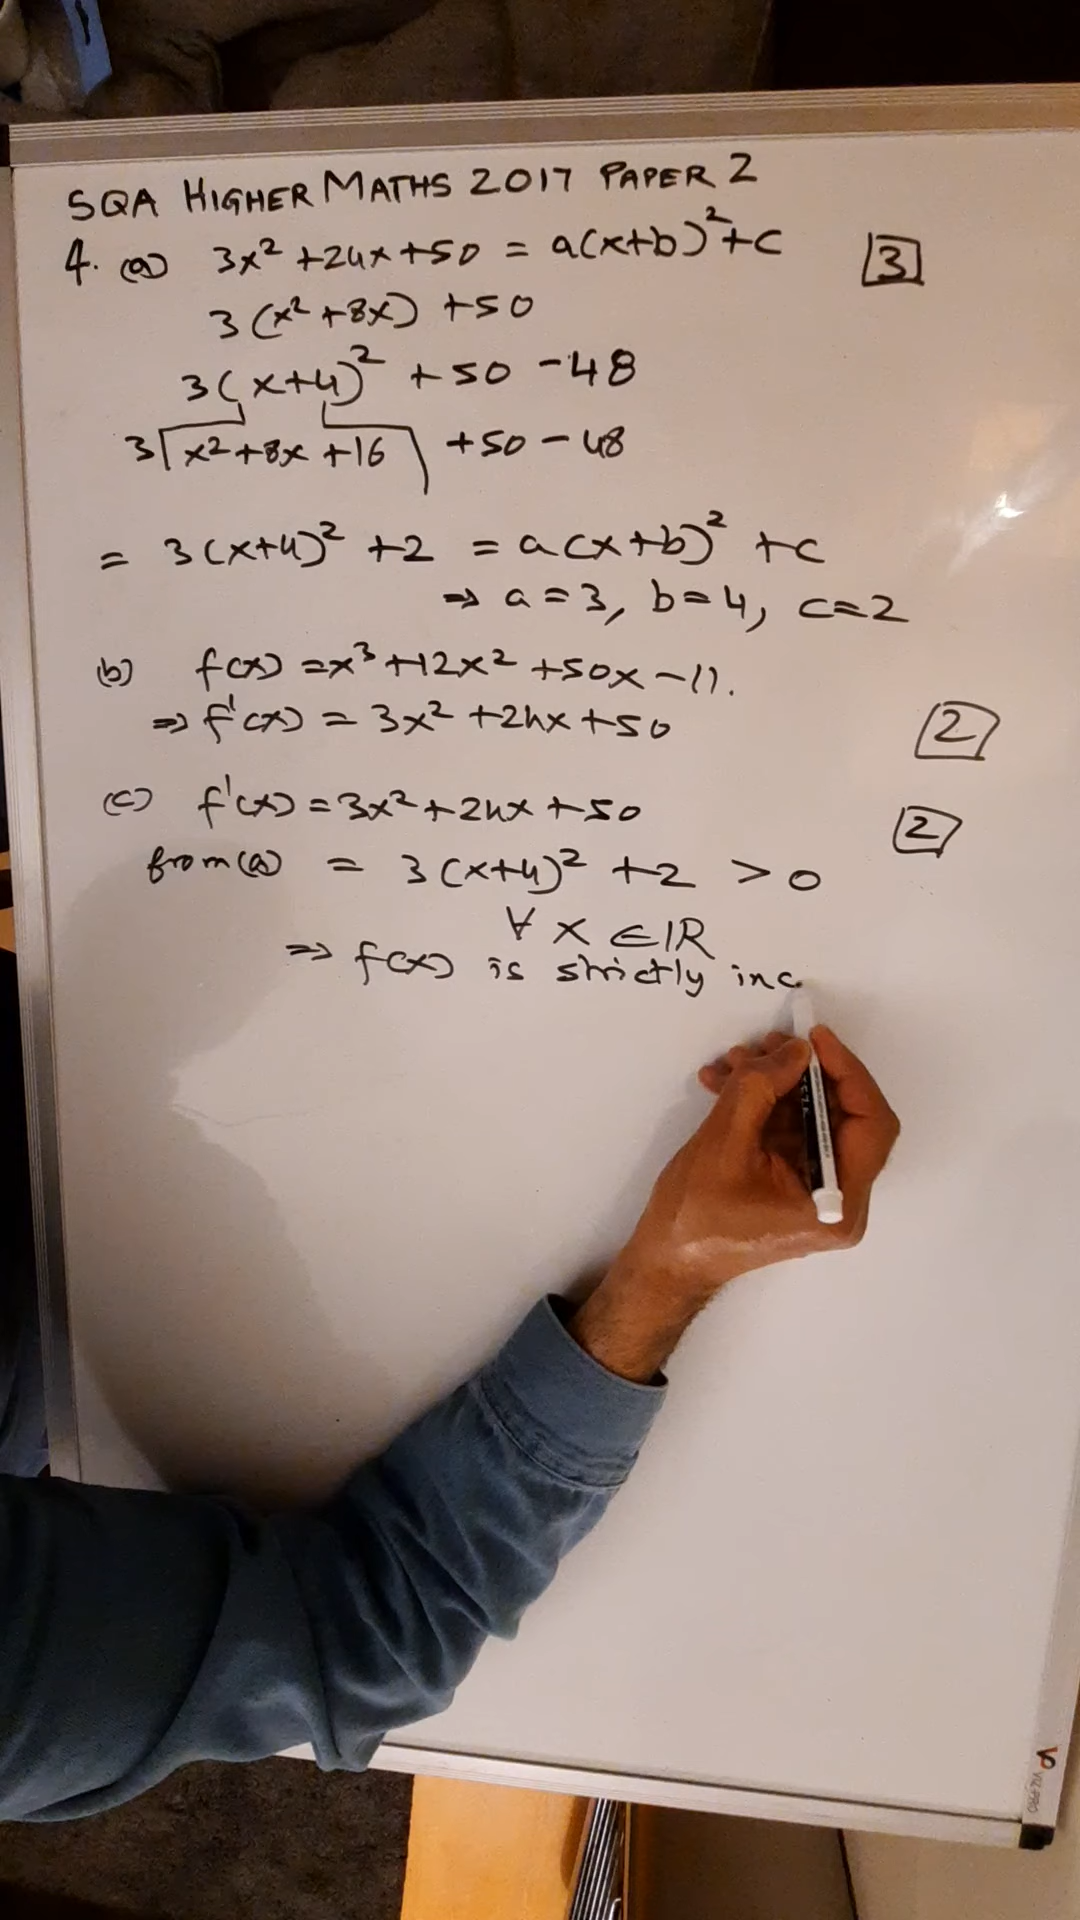 SQA HIGHER MATHS 2017 PAPER 2
4. (a) 3x² + 24x + 50 = a(x+b)² + c [3]
3(x² + 8x) + 50
3(x+4)² + 50 - 48
3[x² + 8x + 16] + 50 - 48
= 3(x+4)² + 2 = a(x+b)² + c
⇒ a = 3, b = 4, c = 2
(b) f(x) = x³ + 12x² + 50x - 11.
⇒ f'(x) = 3x² + 24x + 50 [2]
(c) f'(x) = 3x² + 24x + 50 [2]
from (a) = 3(x+4)² + 2 > 0
∀ x ∈ ℝ
⇒ f(x) is strictly inc
VIZ-PRO